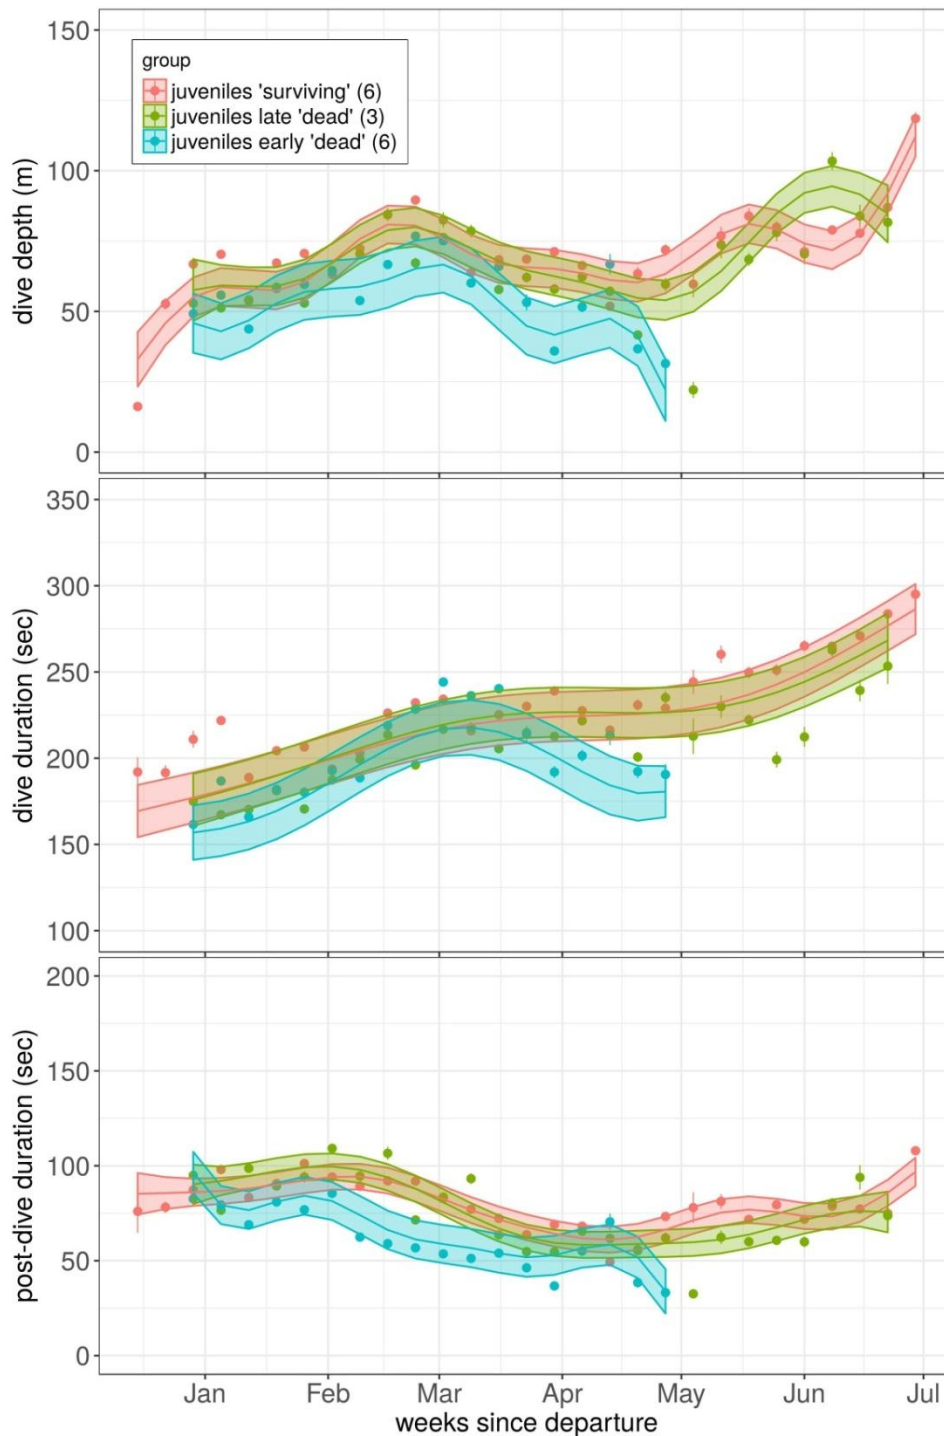 150
100
50
0
dive depth (m)
group
juveniles 'surviving' (6)
juveniles late 'dead' (3)
juveniles early 'dead' (6)
350
300
250
200
150
100
dive duration (sec)
200
150
100
50
0
post-dive duration (sec)
Jan Feb Mar Apr May Jun Jul
weeks since departure